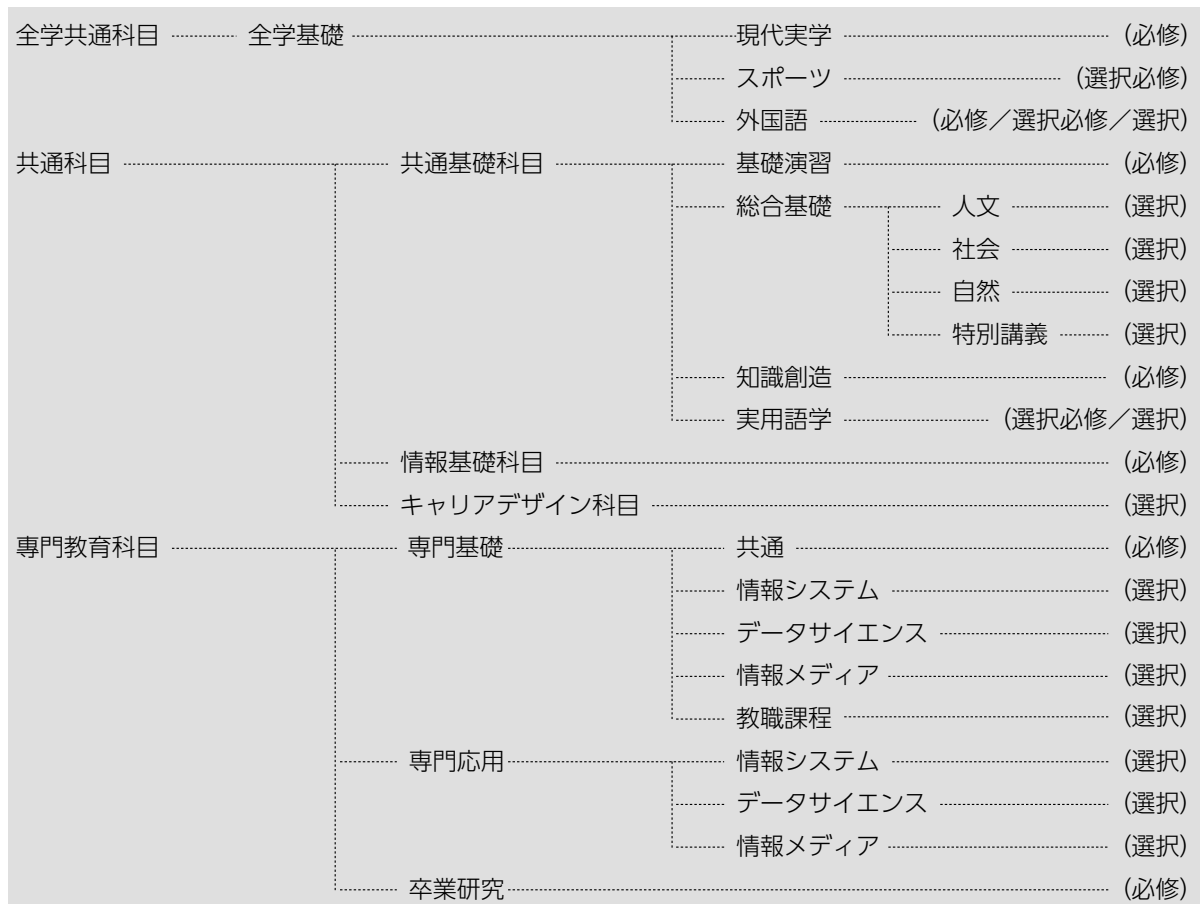 全学共通科目 全学基礎 現代実学 (必修)
スポーツ (選択必修)
外国語 (必修／選択必修／選択)
共通科目 共通基礎科目 基礎演習 (必修)
総合基礎 人文 (選択)
社会 (選択)
自然 (選択)
特別講義 (選択)
知識創造 (必修)
実用語学 (選択必修／選択)
情報基礎科目 (必修)
キャリアデザイン科目 (選択)
専門教育科目 専門基礎 共通 (必修)
情報システム (選択)
データサイエンス (選択)
情報メディア (選択)
教職課程 (選択)
専門応用 情報システム (選択)
データサイエンス (選択)
情報メディア (選択)
卒業研究 (必修)